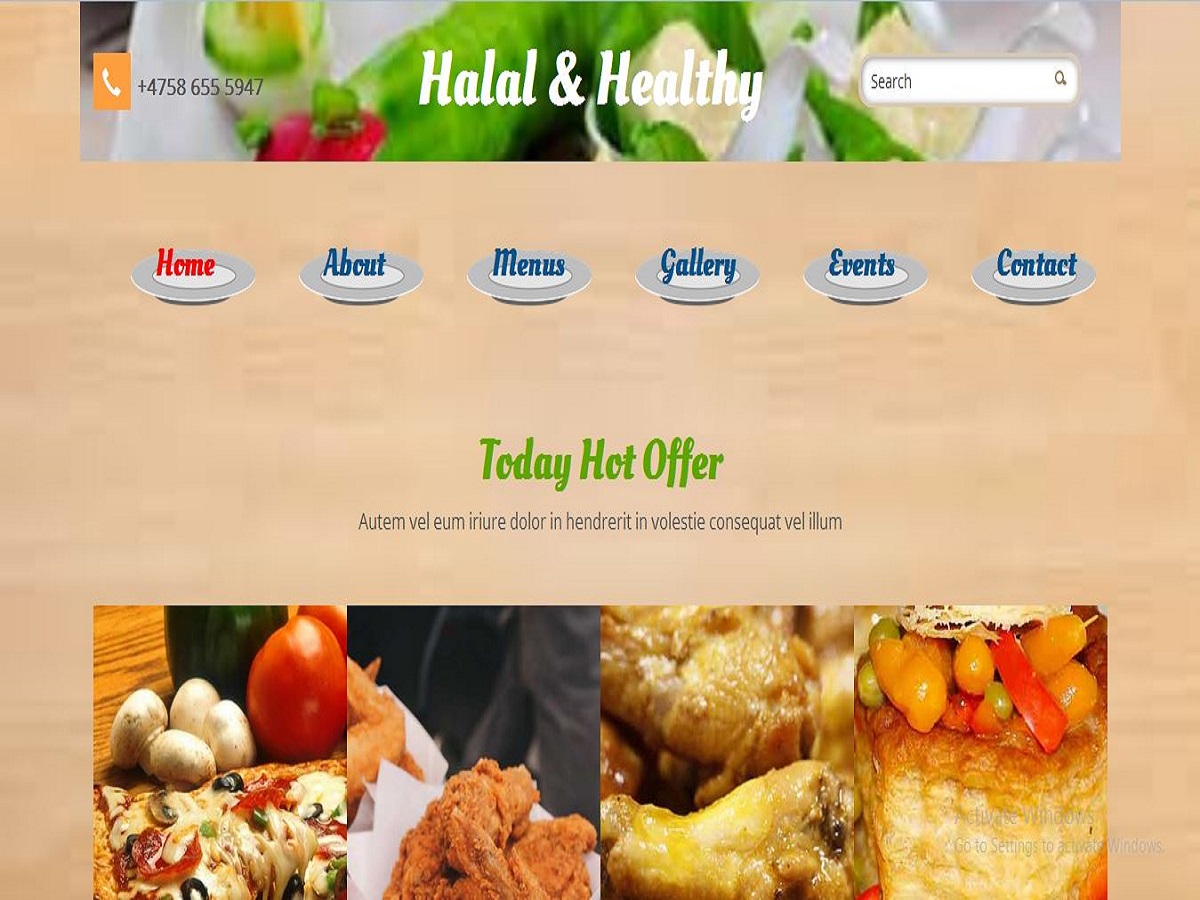 +4758 655 5947
Halal & Healthy
Search
Home
About
Menus
Gallery
Events
Contact
Today Hot Offer
Autem vel eum iriure dolor in hendrerit in volestie consequat vel illum
Activate Windows
Go to Settings to activate Windows.